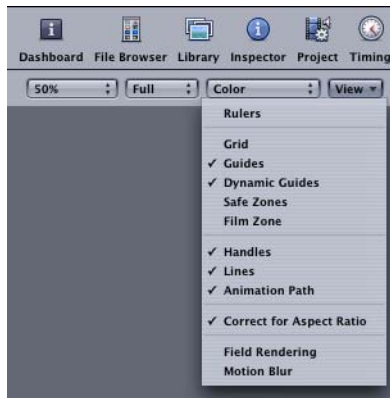 Dashboard File Browser Library Inspector Project Timing
50% Full Color View
Rulers
Grid
✓ Guides
✓ Dynamic Guides
Safe Zones
Film Zone
✓ Handles
✓ Lines
✓ Animation Path
✓ Correct for Aspect Ratio
Field Rendering
Motion Blur